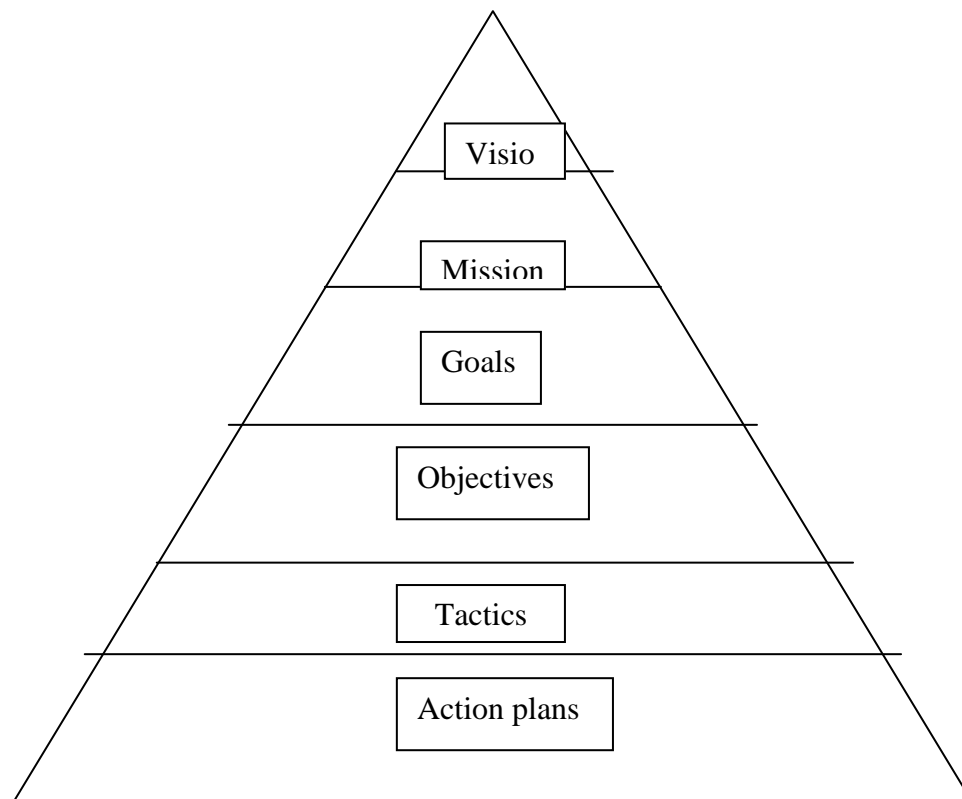 Visio
Mission
Goals
Objectives
Tactics
Action plans